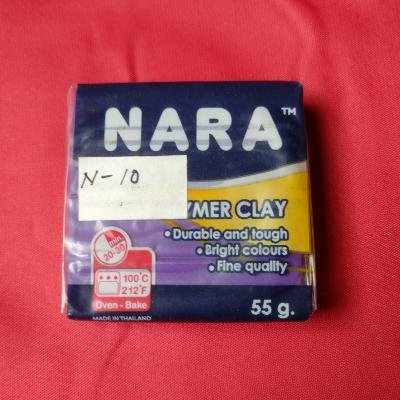 NARA™
N-10
YMER CLAY
• Durable and tough
• Bright colours
• Fine quality
min
20-30
100°C
212°F
Oven - Bake
55 g.
MADE IN THAILAND